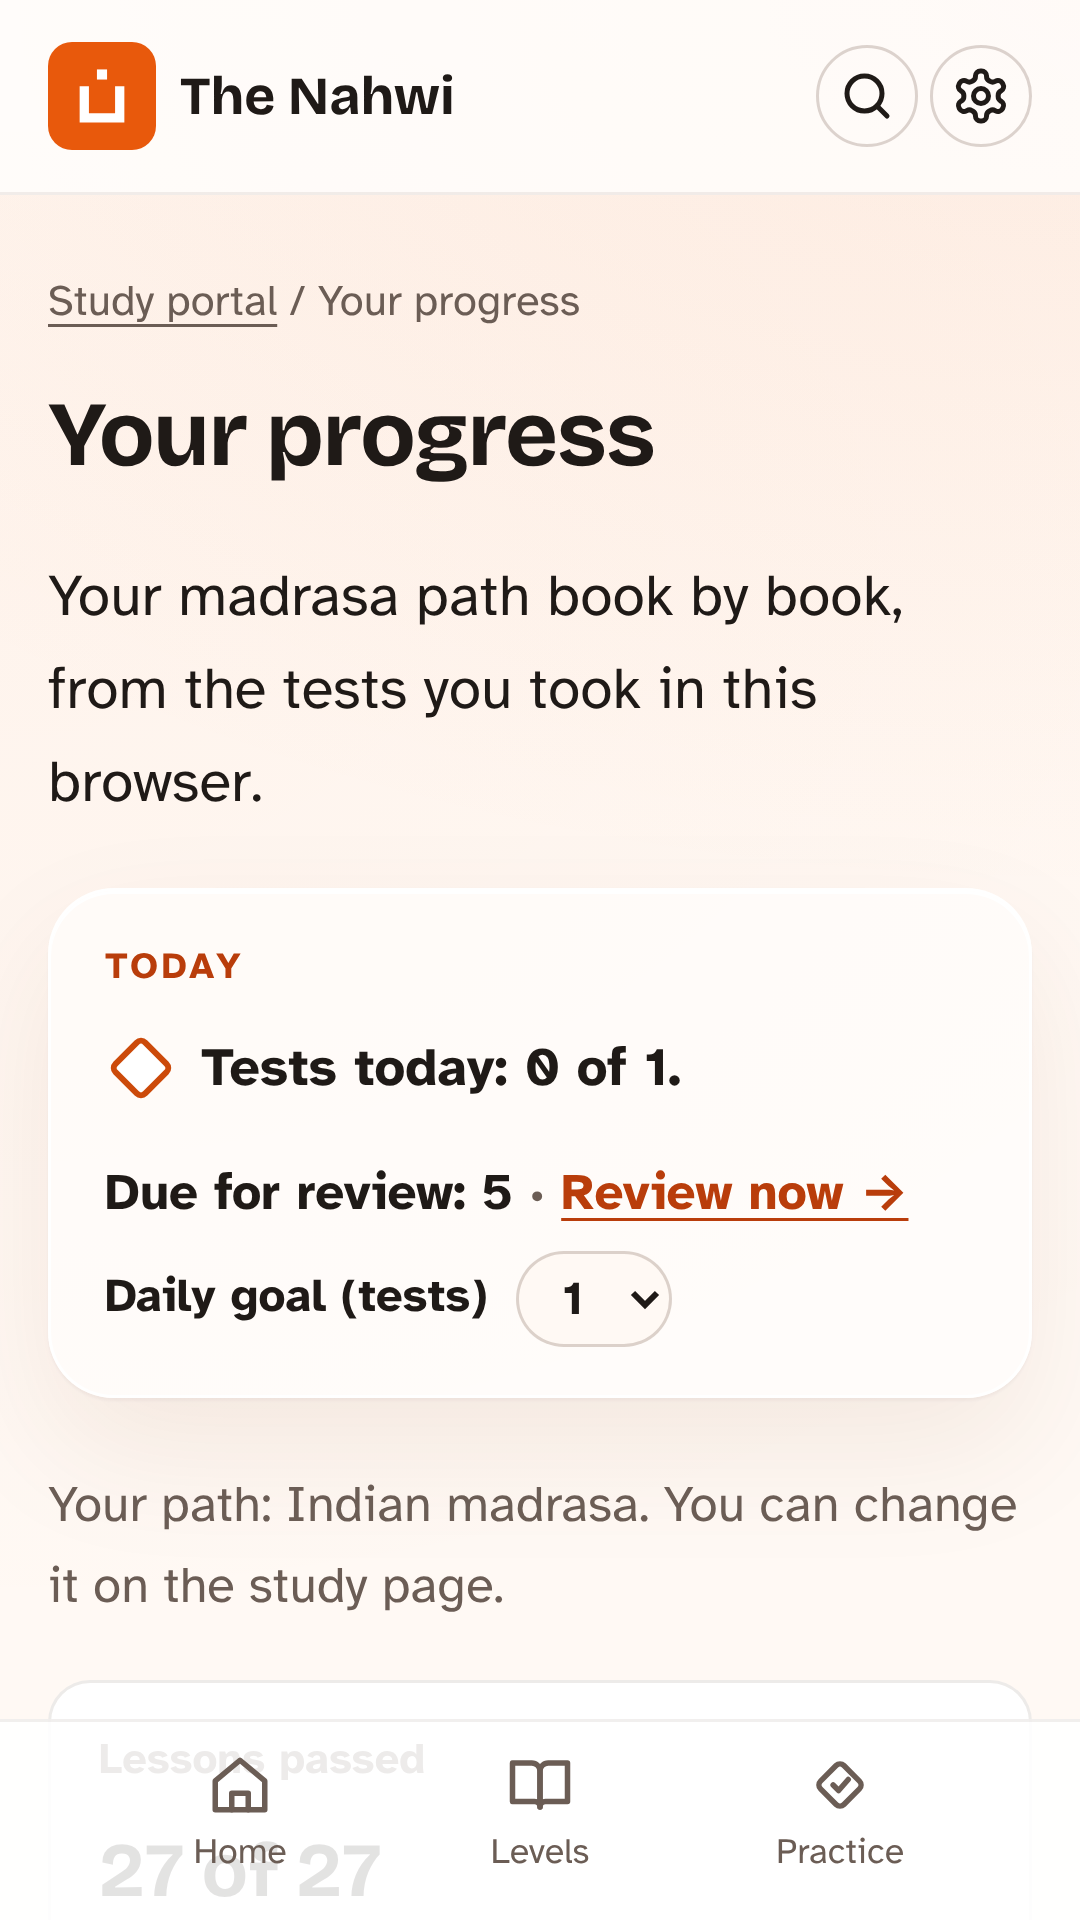 The Nahwi
Study portal / Your progress
Your progress
Your madrasa path book by book,
from the tests you took in this
browser.
TODAY
Tests today: 0 of 1.
Due for review: 5 · Review now →
Daily goal (tests) 1
Your path: Indian madrasa. You can change
it on the study page.
Lessons passed
27 of 27
Home Levels Practice